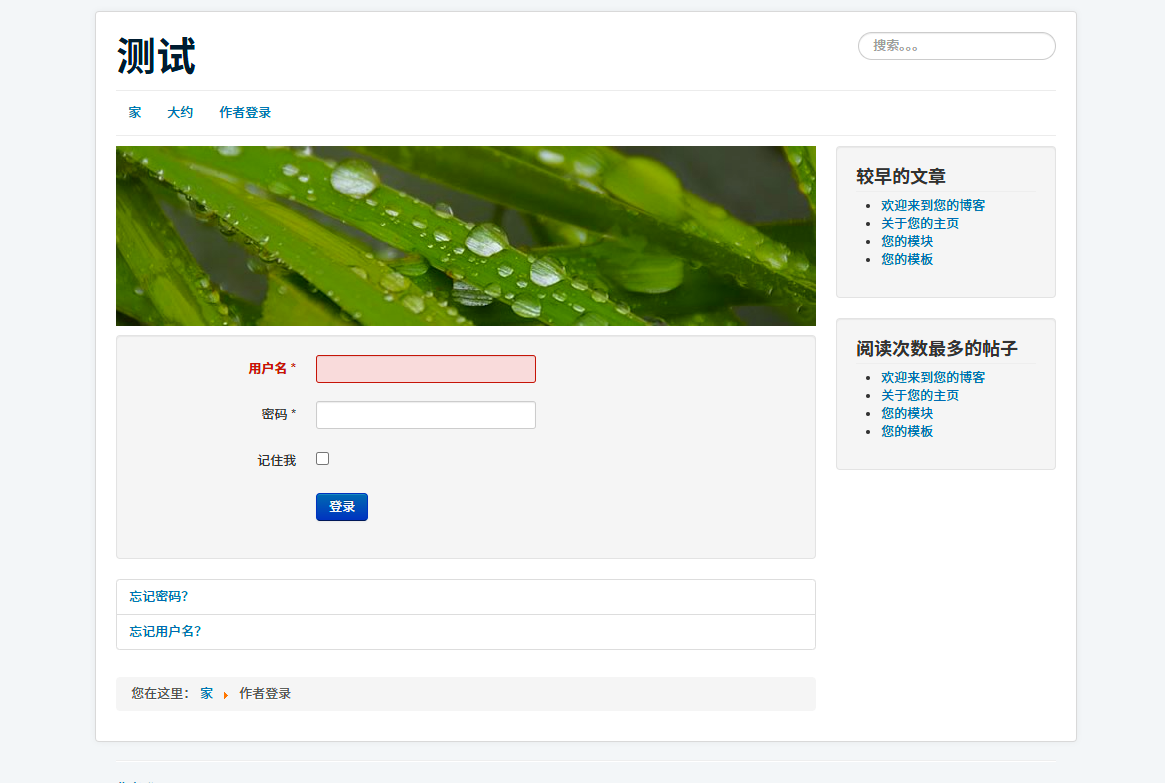 测试
搜索。。。
家
大约
作者登录
较早的文章
欢迎来到您的博客
关于您的主页
您的模块
您的模板
阅读次数最多的帖子
欢迎来到您的博客
关于您的主页
您的模块
您的模板
用户名 *
密码 *
记住我
登录
忘记密码？
忘记用户名？
您在这里： 家 作者登录